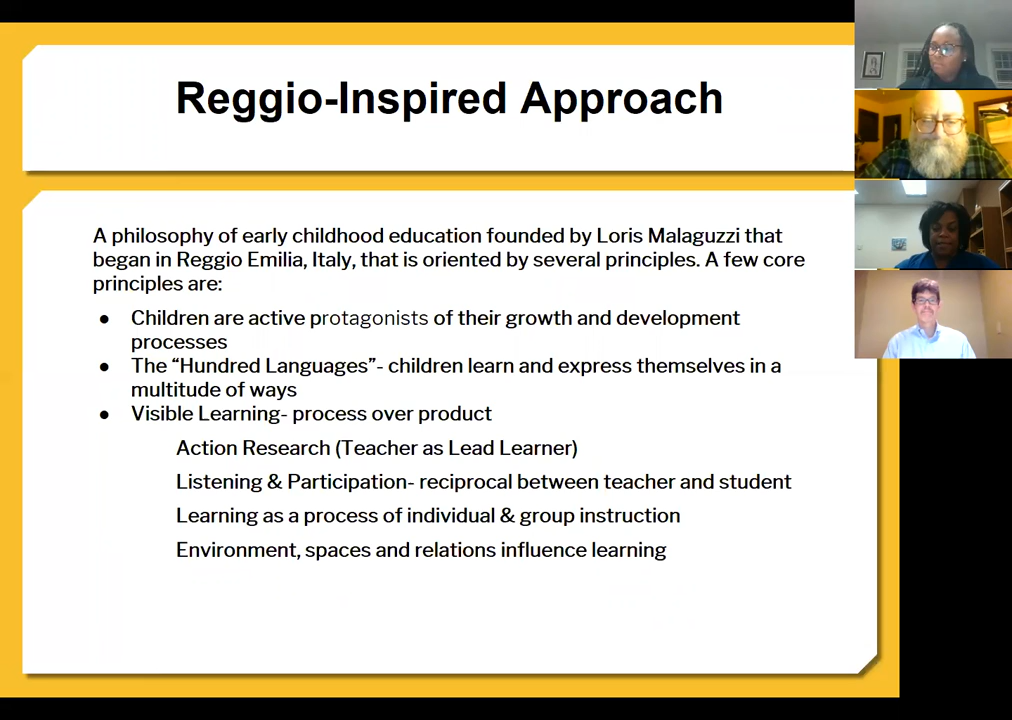 Reggio-Inspired Approach
A philosophy of early childhood education founded by Loris Malaguzzi that
began in Reggio Emilia, Italy, that is oriented by several principles. A few core
principles are:
● Children are active protagonists of their growth and development
processes
● The “Hundred Languages”- children learn and express themselves in a
multitude of ways
● Visible Learning- process over product
Action Research (Teacher as Lead Learner)
Listening & Participation- reciprocal between teacher and student
Learning as a process of individual & group instruction
Environment, spaces and relations influence learning